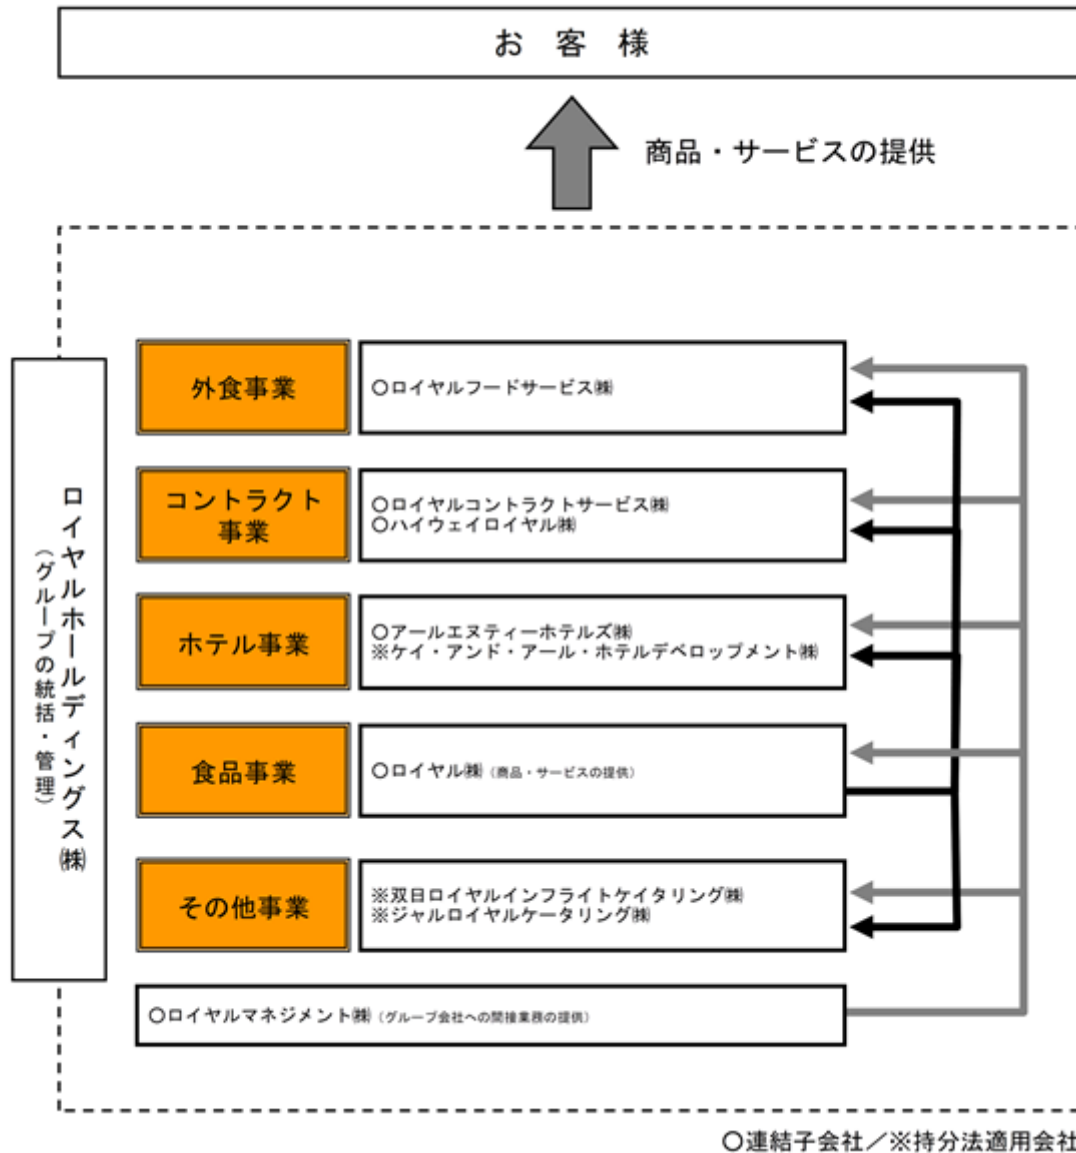 お 客 様
商品・サービスの提供
ロイヤルホールディングス㈱
（グループの統括・管理）
外食事業
○ロイヤルフードサービス㈱
コントラクト
事業
○ロイヤルコントラクトサービス㈱
○ハイウェイロイヤル㈱
ホテル事業
○アールエヌティーホテルズ㈱
※ケイ・アンド・アール・ホテルデベロップメント㈱
食品事業
○ロイヤル㈱（商品・サービスの提供）
その他事業
※双日ロイヤルインフライトケイタリング㈱
※ジャルロイヤルケータリング㈱
○ロイヤルマネジメント㈱（グループ会社への間接業務の提供）
○連結子会社／※持分法適用会社